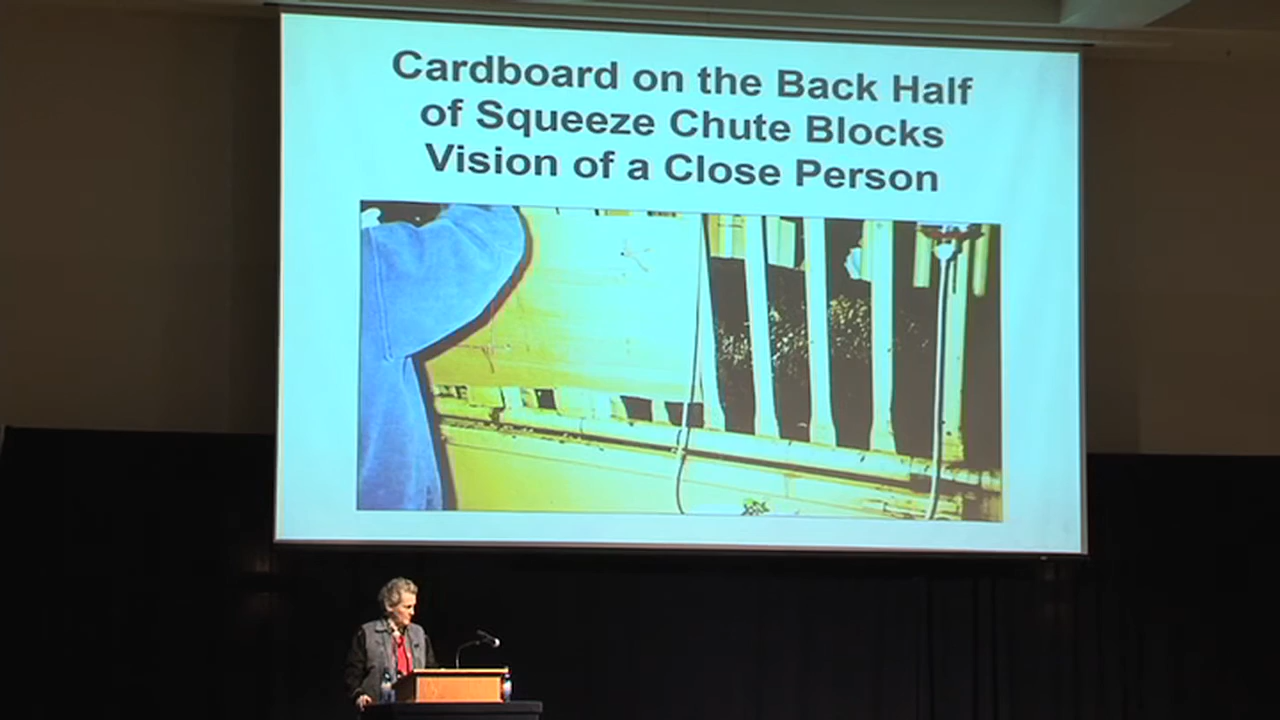 Cardboard on the Back Half
of Squeeze Chute Blocks
Vision of a Close Person